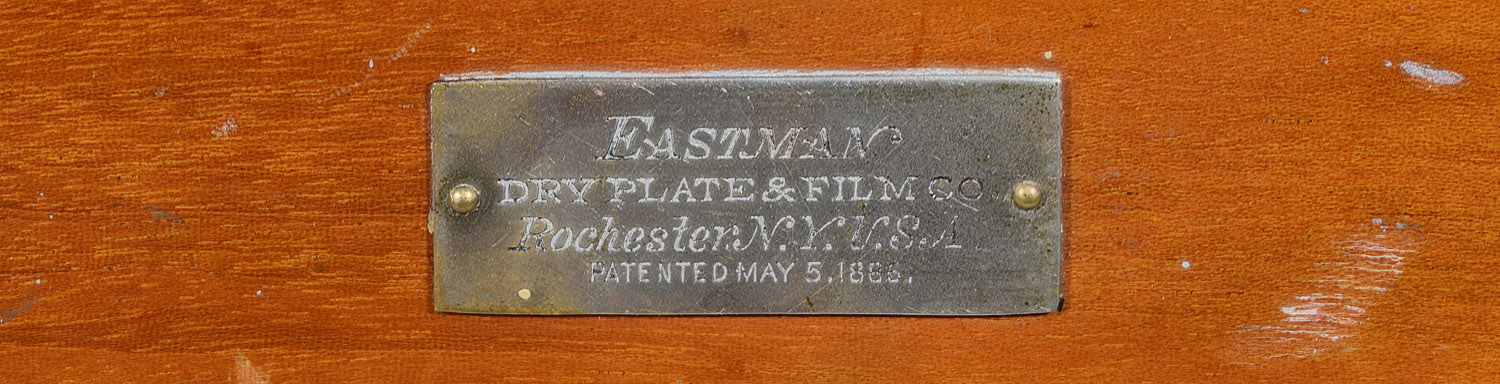 EASTMAN
DRY PLATE & FILM CO
Rochester. N.Y. U.S.A
PATENTED MAY 5, 1885.